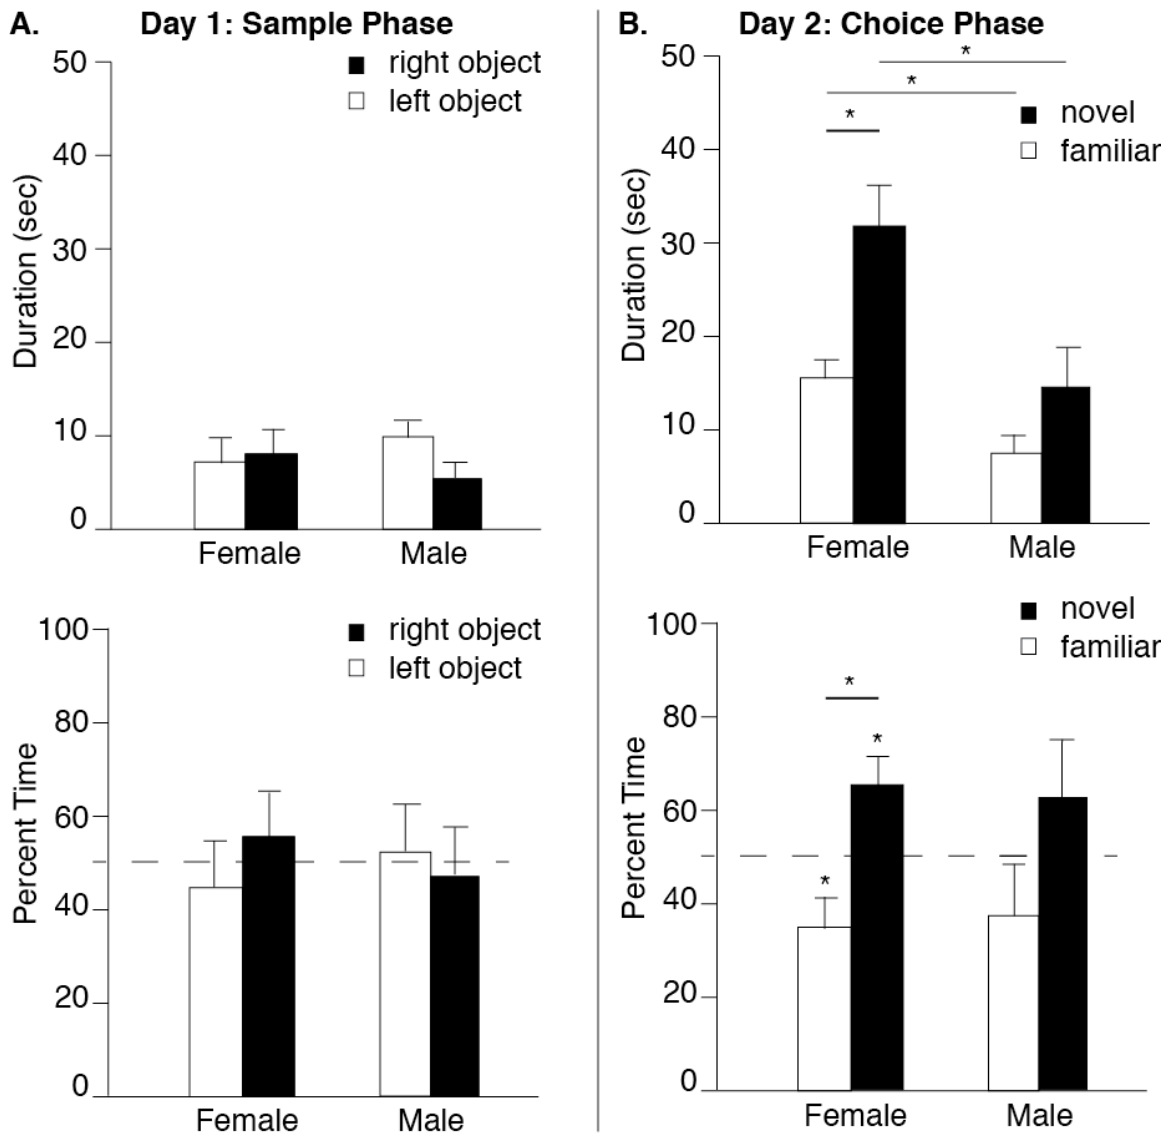 A. Day 1: Sample Phase
right object
left object
50
40
30
20
10
0
Duration (sec)
Female Male
right object
left object
100
80
60
40
20
0
Percent Time
Female Male
B. Day 2: Choice Phase
*
*
*
novel
familiar
50
40
30
20
10
0
Duration (sec)
Female Male
novel
familiar
100
80
60
40
20
0
Percent Time
*
*
*
Female Male